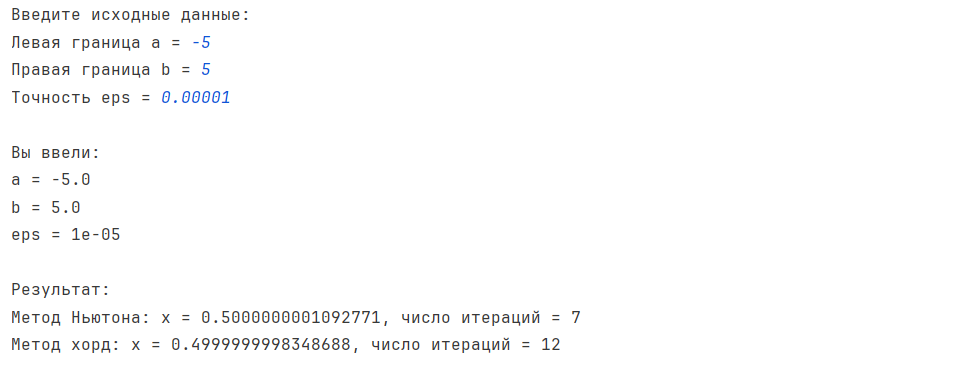 Введите исходные данные:
Левая граница a = -5
Правая граница b = 5
Точность eps = 0.00001
Вы ввели:
a = -5.0
b = 5.0
eps = 1e-05
Результат:
Метод Ньютона: x = 0.5000000001092771, число итераций = 7
Метод хорд: x = 0.4999999998348688, число итераций = 12